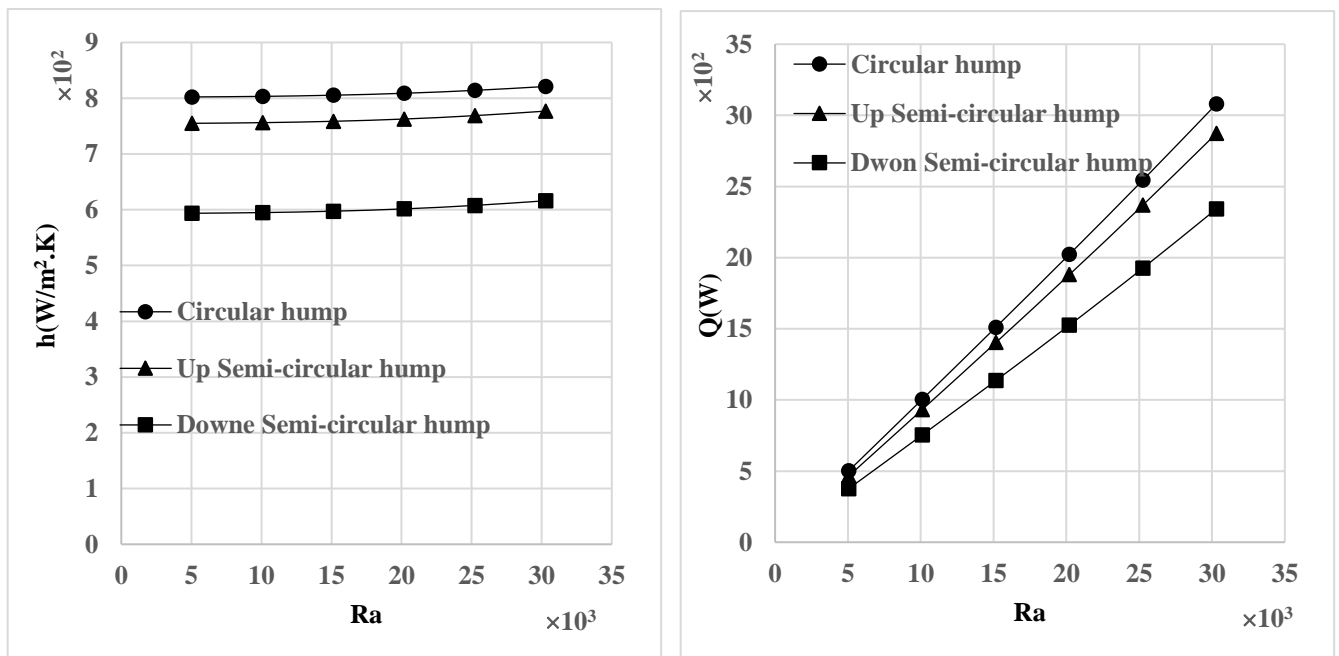 ×10²
9
8
7
6
5
4
3
2
1
0
h(W/m².K)
Circular hump
Up Semi-circular hump
Downe Semi-circular hump
0 5 10 15 20 25 30 35
Ra
×10³
×10²
35
30
25
20
15
10
5
0
Q(W)
Circular hump
Up Semi-circular hump
Dwon Semi-circular hump
0 5 10 15 20 25 30 35
Ra
×10³